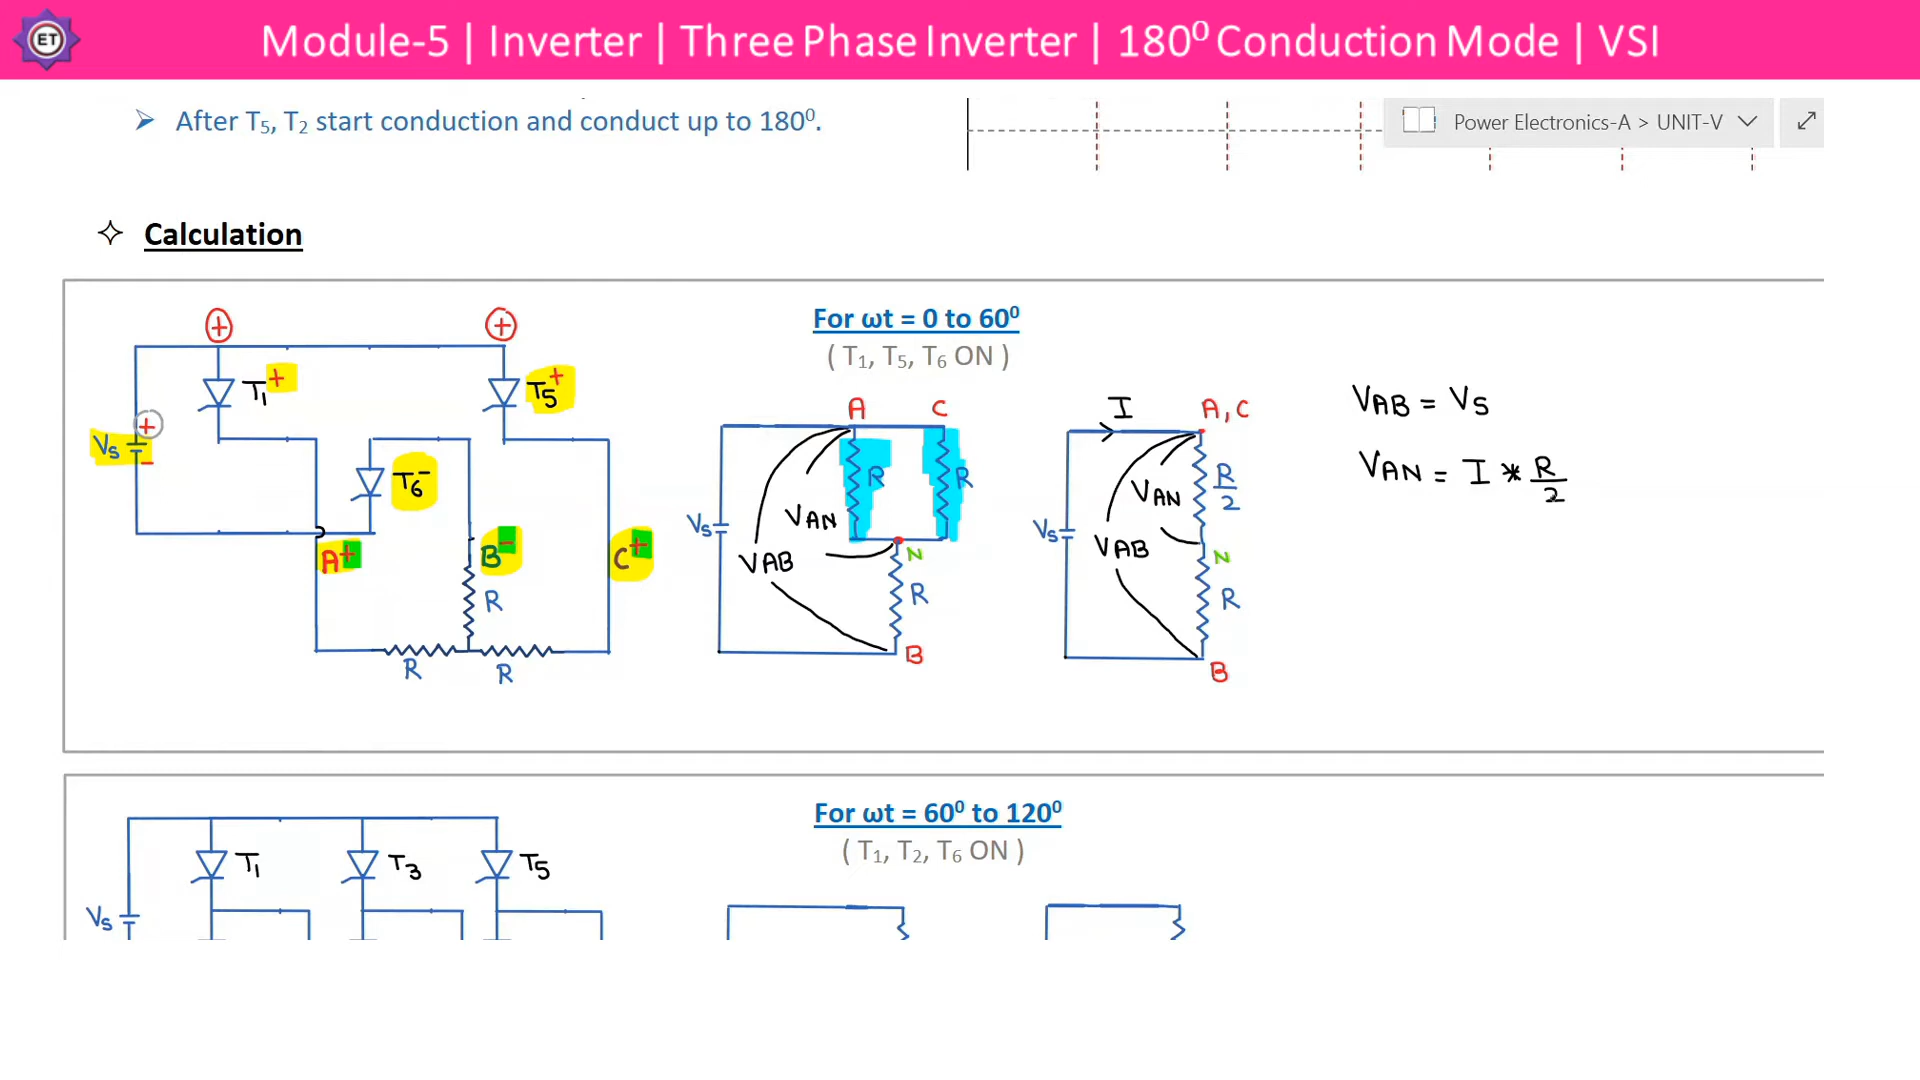 ET
Module-5 | Inverter | Three Phase Inverter | 180⁰ Conduction Mode | VSI
➢ After T₅, T₂ start conduction and conduct up to 180⁰.
Power Electronics-A > UNIT-V
✧ Calculation
For ωt = 0 to 60⁰
( T₁, T₅, T₆ ON )
+ +
T₁ +
T₅ +
Vs + −
T₆ −
A +
B −
C +
R
R
R
A C
R R
VAN
Vs
VAB
N
R
B
I
A, C
R/2
VAN
Vs
VAB
N
R
B
VAB = Vs
VAN = I * R/2
For ωt = 60⁰ to 120⁰
( T₁, T₂, T₆ ON )
T₁ T₃ T₅
Vs